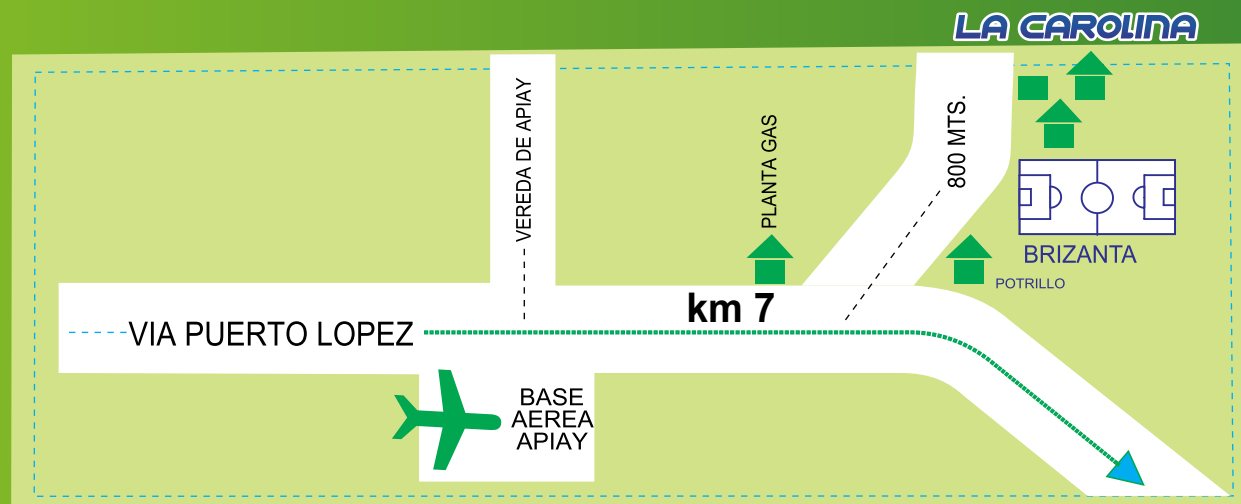 LA CAROLINA
VEREDA DE APIAY
PLANTA GAS
800 MTS.
BRIZANTA
POTRILLO
km 7
VIA PUERTO LOPEZ
BASE
AEREA
APIAY